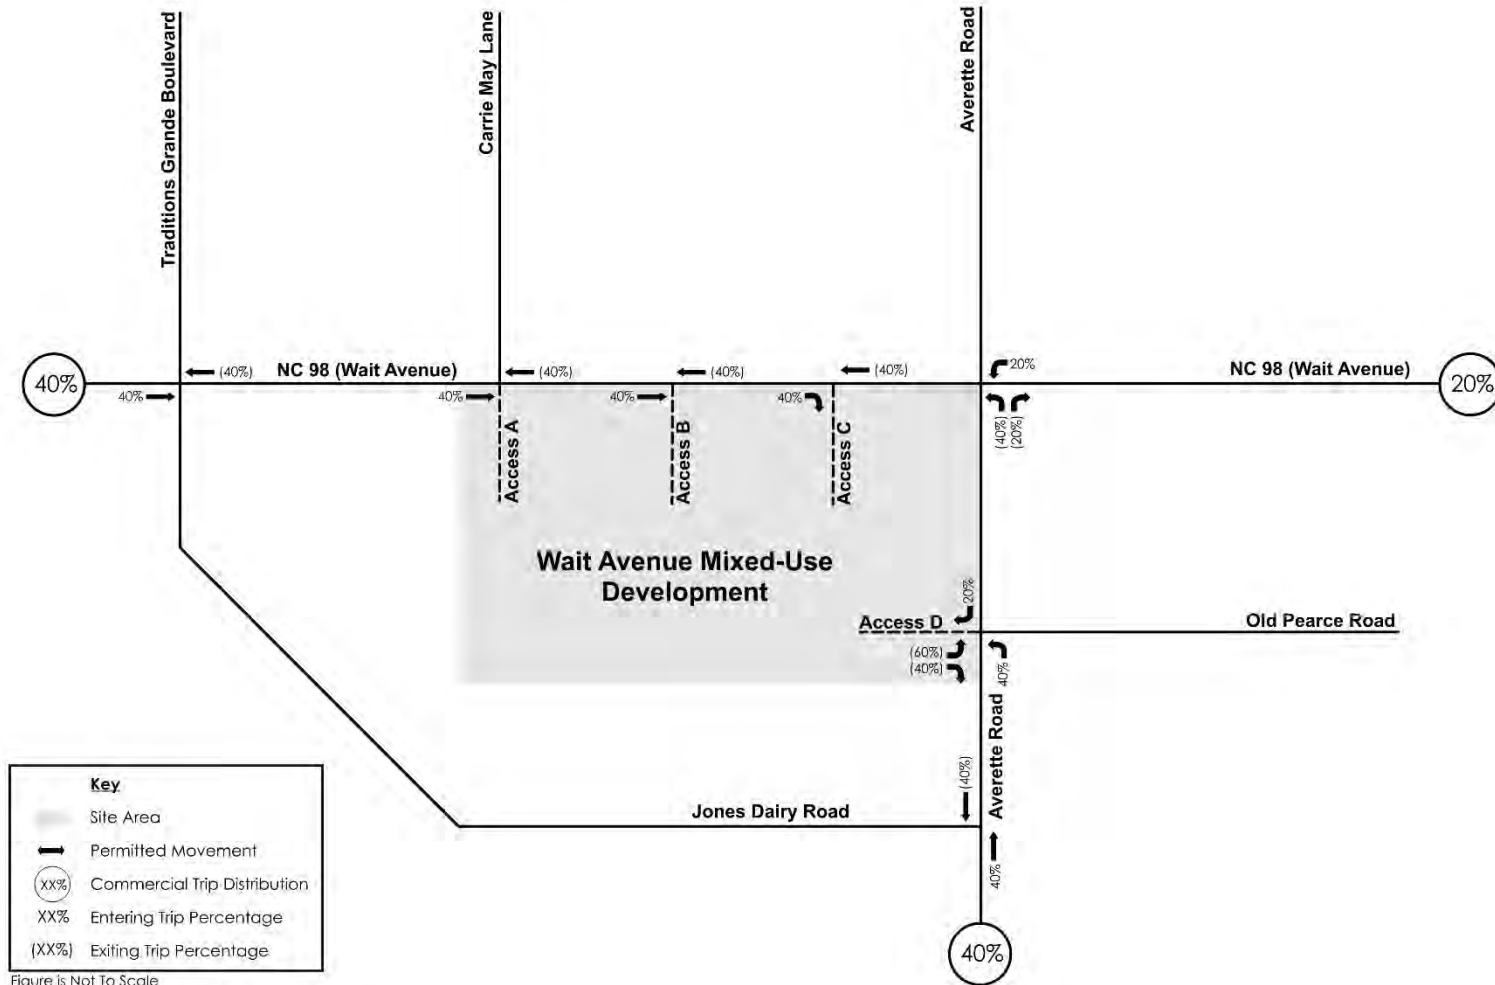 Traditions Grande Boulevard
Carrie May Lane
Averette Road
40%
(40%)
NC 98 (Wait Avenue)
(40%)
(40%)
(40%)
20%
NC 98 (Wait Avenue)
20%
40%
40%
40%
40%
(40%)
(20%)
Access A
Access B
Access C
Wait Avenue Mixed-Use
Development
20%
Access D
Old Pearce Road
(60%)
(40%)
40%
Averette Road
(40%)
Jones Dairy Road
40%
40%
Key
Site Area
Permitted Movement
XX% Commercial Trip Distribution
XX% Entering Trip Percentage
(XX%) Exiting Trip Percentage
Figure is Not To Scale